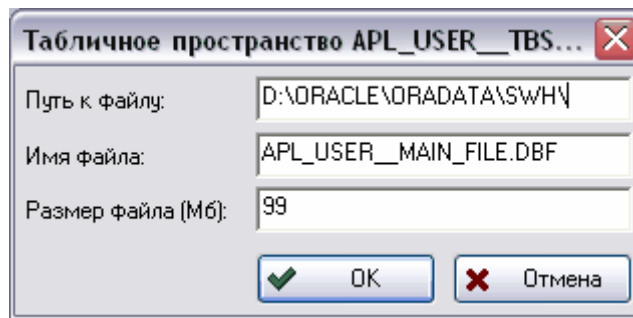 Табличное пространство APL_USER__TBS...
Путь к файлу:
D:\ORACLE\ORADATA\SWH\
Имя файла:
APL_USER__MAIN_FILE.DBF
Размер файла (Мб):
99
OK
Отмена